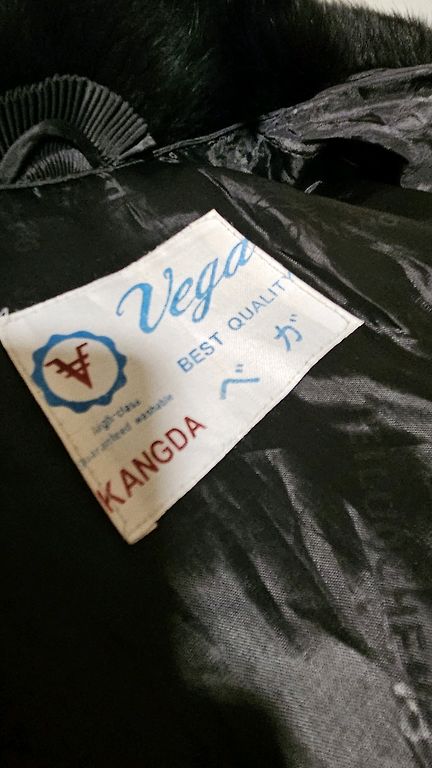 Vega
BEST QUALITY
ベガ
high-class
guaranteed washable
KANGDA